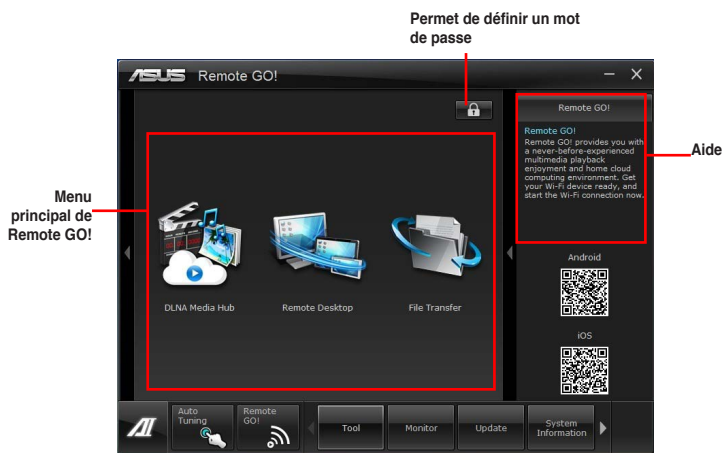 Permet de définir un mot
de passe
ASUS Remote GO!
Remote GO!
Remote GO!
Remote GO! provides you with
a never-before-experienced
multimedia playback
enjoyment and home cloud
computing environment. Get
your Wi-Fi device ready, and
start the Wi-Fi connection now.
Aide
Menu
principal de
Remote GO!
DLNA Media Hub
Remote Desktop
File Transfer
Android
iOS
AI
Auto
Tuning
Remote
GO!
Tool
Monitor
Update
System
Information